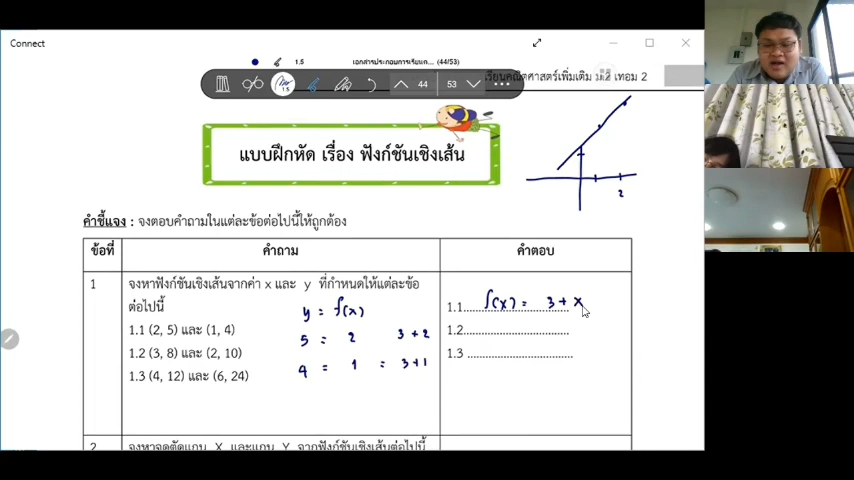 Connect
1.5 เอกสารประกอบการเรียนก... (44/53)
1.5 44 53
เรียนคณิตศาสตร์เพิ่มเติม ม.2 เทอม 2
แบบฝึกหัด เรื่อง ฟังก์ชันเชิงเส้น
2
คำชี้แจง : จงตอบคำถามในแต่ละข้อต่อไปนี้ให้ถูกต้อง
ข้อที่ คำถาม คำตอบ
1 จงหาฟังก์ชันเชิงเส้นจากค่า x และ y ที่กำหนดให้แต่ละข้อ
ต่อไปนี้
y = f(x)
1.1 (2, 5) และ (1, 4)
5 = 2 3 + 2
1.2 (3, 8) และ (2, 10)
4 = 1 = 3 + 1
1.3 (4, 12) และ (6, 24)
1.1 f(x) = 3 + x
1.2
1.3
2 จงหาจุดตัดแกน X และแกน Y จากฟังก์ชันเชิงเส้นต่อไปนี้